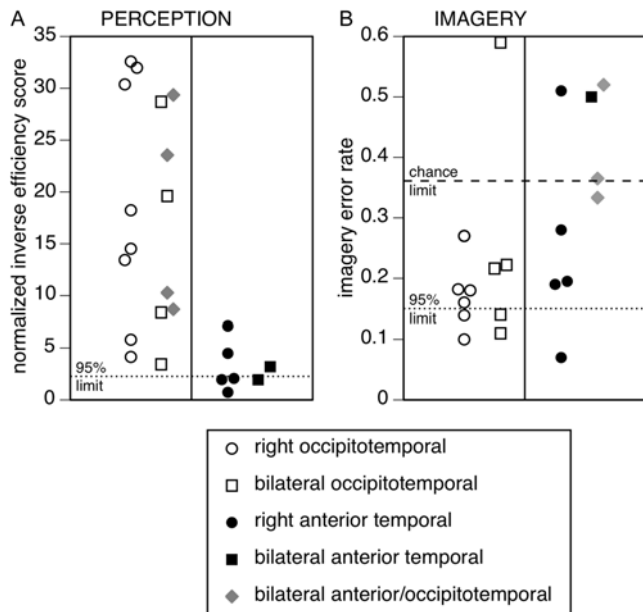 A PERCEPTION
35
30
25
20
15
10
5
0
normalized inverse efficiency score
95%
limit
B IMAGERY
0.6
0.5
0.4
0.3
0.2
0.1
0
imagery error rate
chance
limit
95%
limit
right occipitotemporal
bilateral occipitotemporal
right anterior temporal
bilateral anterior temporal
bilateral anterior/occipitotemporal